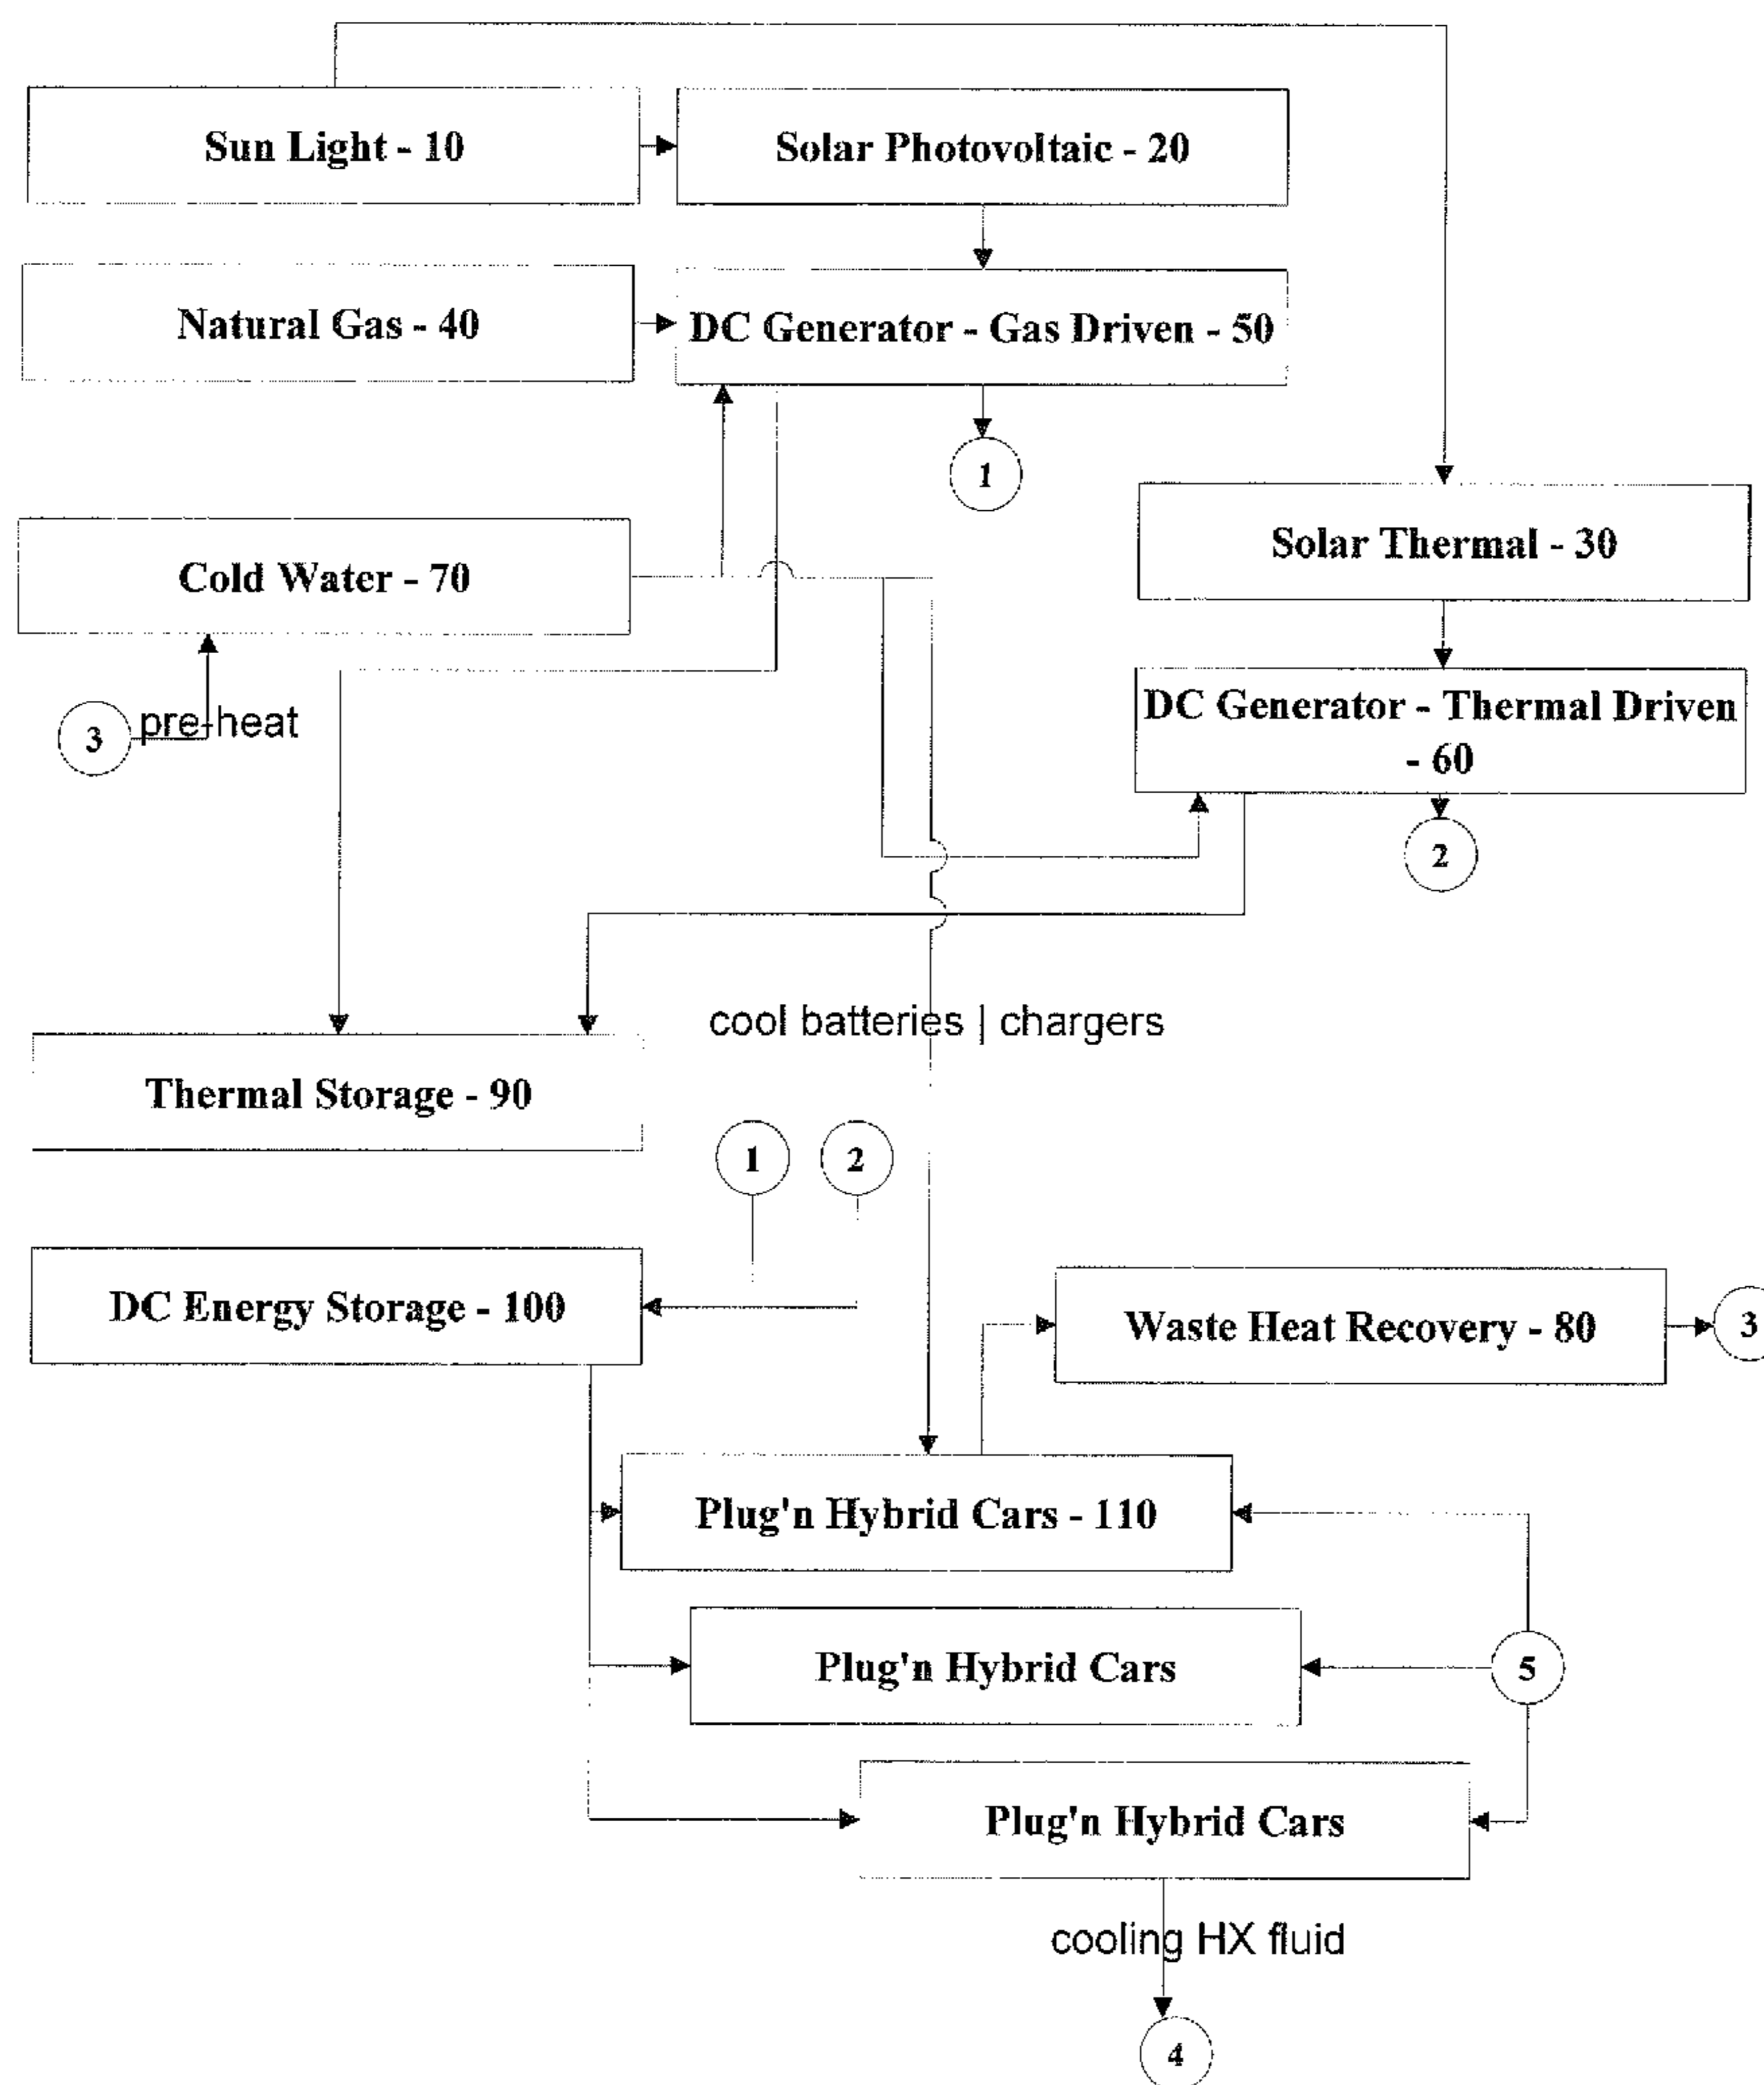 Sun Light - 10
Solar Photovoltaic - 20
Natural Gas - 40
DC Generator - Gas Driven - 50
1
Solar Thermal - 30
Cold Water - 70
DC Generator - Thermal Driven
- 60
3
pre-heat
2
cool batteries | chargers
Thermal Storage - 90
1
2
DC Energy Storage - 100
Waste Heat Recovery - 80
3
Plug'n Hybrid Cars - 110
Plug'n Hybrid Cars
5
Plug'n Hybrid Cars
cooling HX fluid
4